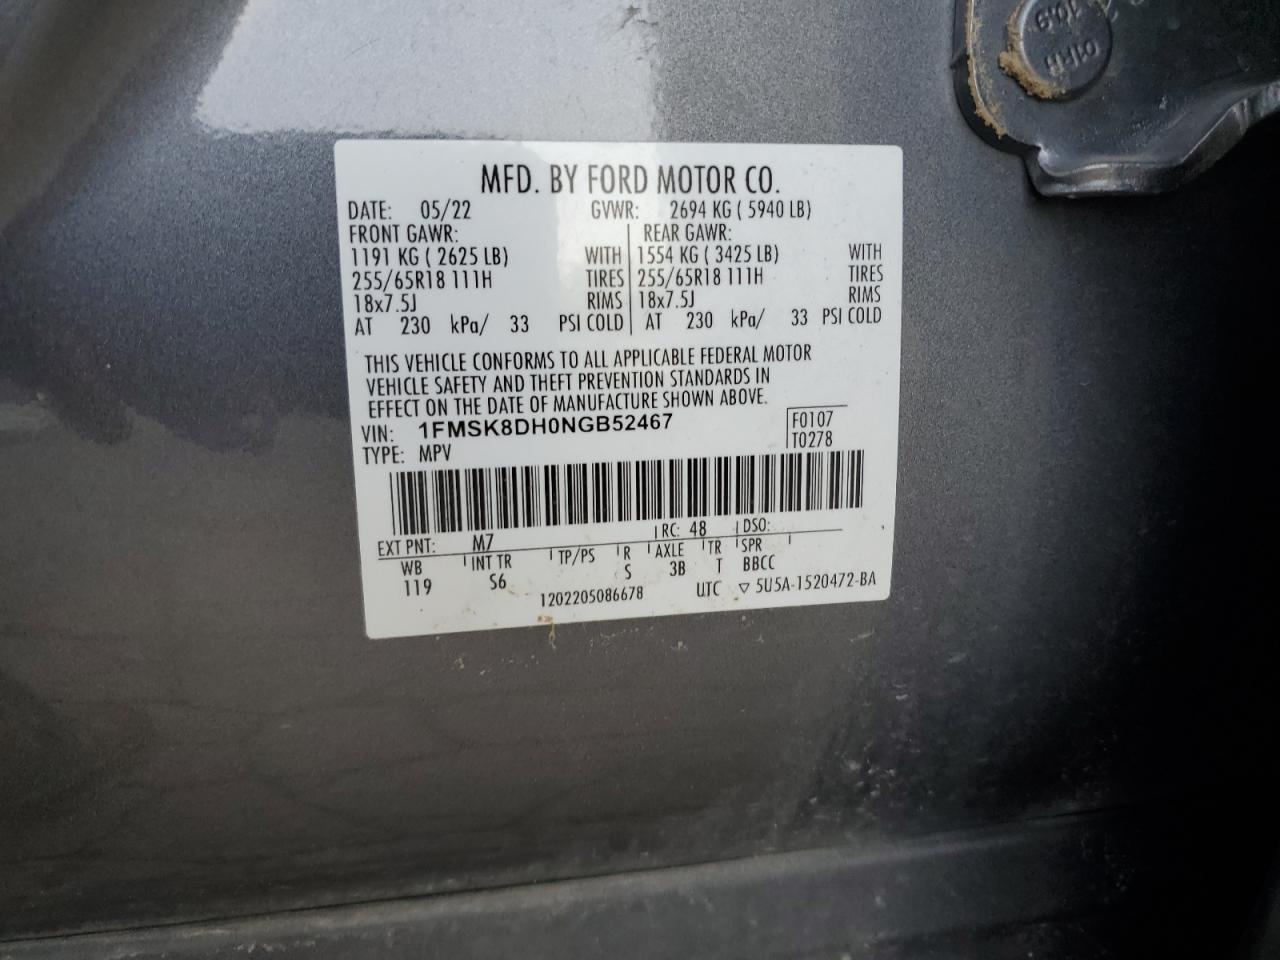 MFD. BY FORD MOTOR CO.
DATE: 05/22 GVWR: 2694 KG ( 5940 LB)
FRONT GAWR: REAR GAWR:
1191 KG ( 2625 LB) WITH 1554 KG ( 3425 LB) WITH
255/65R18 111H TIRES 255/65R18 111H TIRES
18x7.5J RIMS 18x7.5J RIMS
AT 230 kPa/ 33 PSI COLD AT 230 kPa/ 33 PSI COLD
THIS VEHICLE CONFORMS TO ALL APPLICABLE FEDERAL MOTOR
VEHICLE SAFETY AND THEFT PREVENTION STANDARDS IN
EFFECT ON THE DATE OF MANUFACTURE SHOWN ABOVE.
VIN: 1FMSK8DH0NGB52467 F0107
TYPE: MPV T0278
EXT PNT: M7 RC: 48 DSO:
WB INT TR TP/PS R AXLE TR SPR
119 S6 S 3B T BBCC
1202205086678 UTC ▽ 5U5A-1520472-BA
10.9